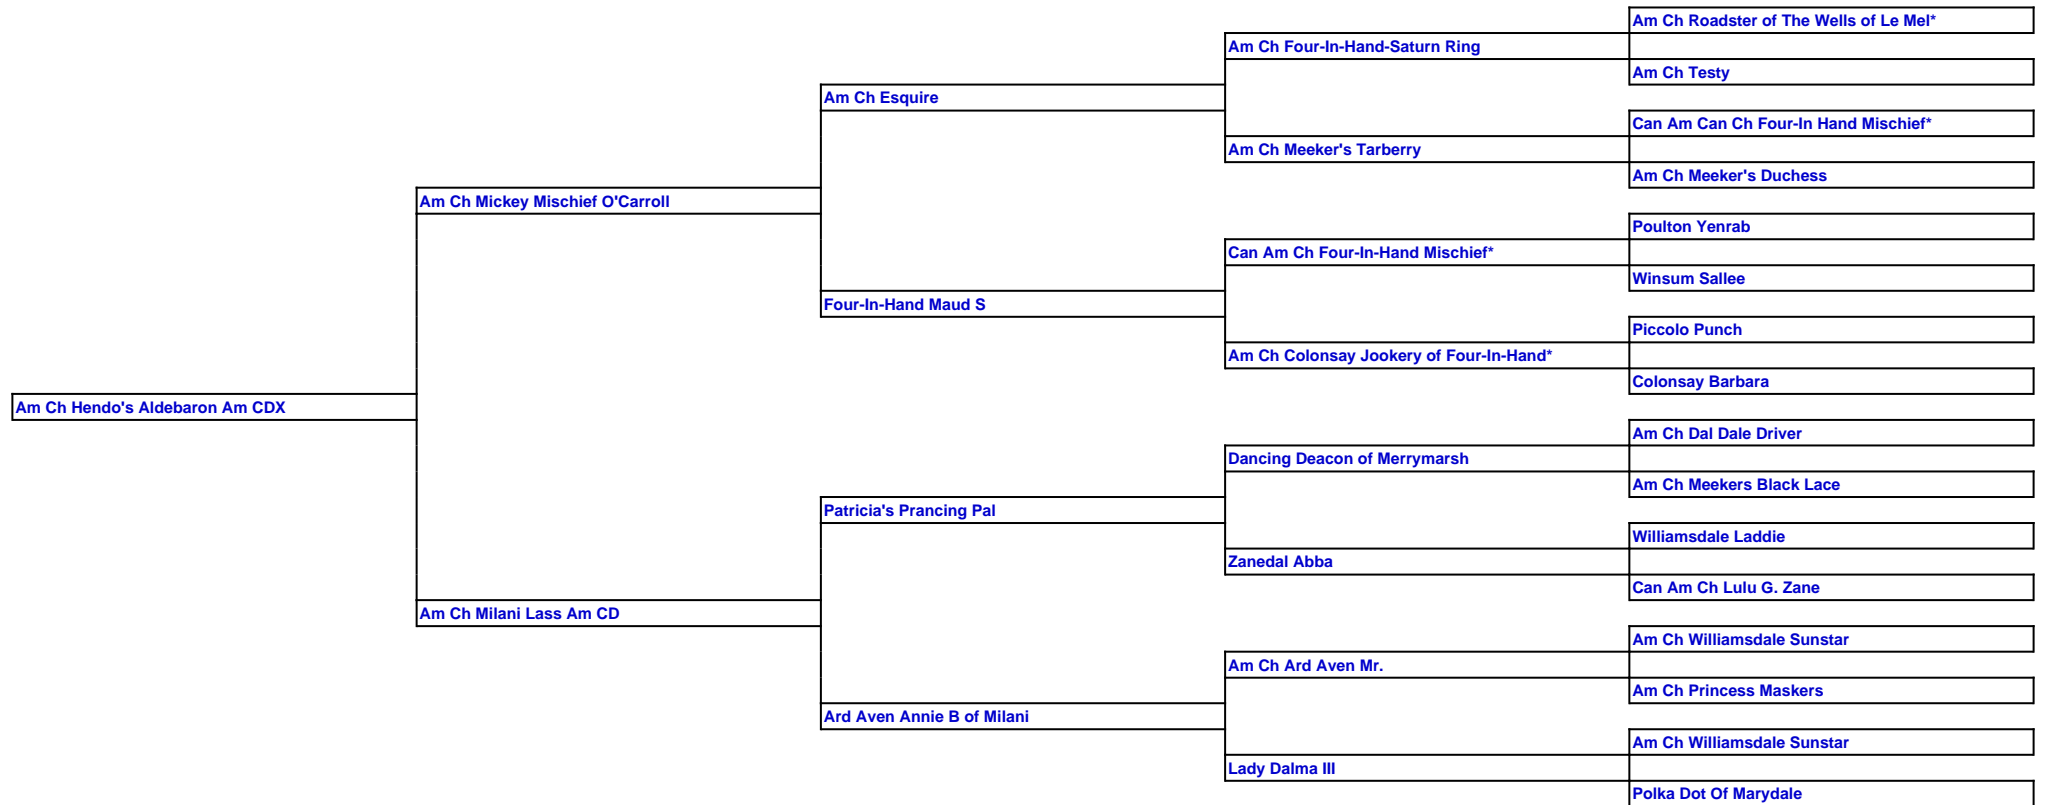 Am Ch Roadster of The Wells of Le Mel*
Am Ch Four-In-Hand-Saturn Ring
Am Ch Testy
Am Ch Esquire
Can Am Can Ch Four-In Hand Mischief*
Am Ch Meeker's Tarberry
Am Ch Meeker's Duchess
Am Ch Mickey Mischief O'Carroll
Poulton Yenrab
Can Am Ch Four-In-Hand Mischief*
Winsum Sallee
Four-In-Hand Maud S
Piccolo Punch
Am Ch Colonsay Jookery of Four-In-Hand*
Colonsay Barbara
Am Ch Hendo's Aldebaron Am CDX
Am Ch Dal Dale Driver
Dancing Deacon of Merrymarsh
Am Ch Meekers Black Lace
Patricia's Prancing Pal
Williamsdale Laddie
Zanedal Abba
Can Am Ch Lulu G. Zane
Am Ch Milani Lass Am CD
Am Ch Williamsdale Sunstar
Am Ch Ard Aven Mr.
Am Ch Princess Maskers
Ard Aven Annie B of Milani
Am Ch Williamsdale Sunstar
Lady Dalma III
Polka Dot Of Marydale